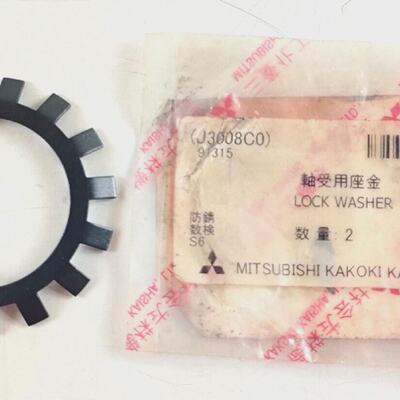 (J3008C0)
91315
軸受用座金
LOCK WASHER
防錆
数検
S6
数量:2
MITSUBISHI KAKOKI KA